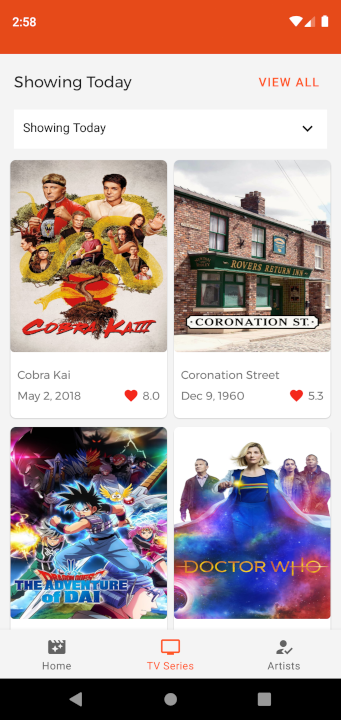 2:58
Showing Today
VIEW ALL
Showing Today
COBRA KAI III
ROVERS RETURN INN
CORONATION ST.
Cobra Kai
May 2, 2018
8.0
Coronation Street
Dec 9, 1960
5.3
DRAGON QUEST
THE ADVENTURE
of DAI
DOCTOR WHO
Home
TV Series
Artists